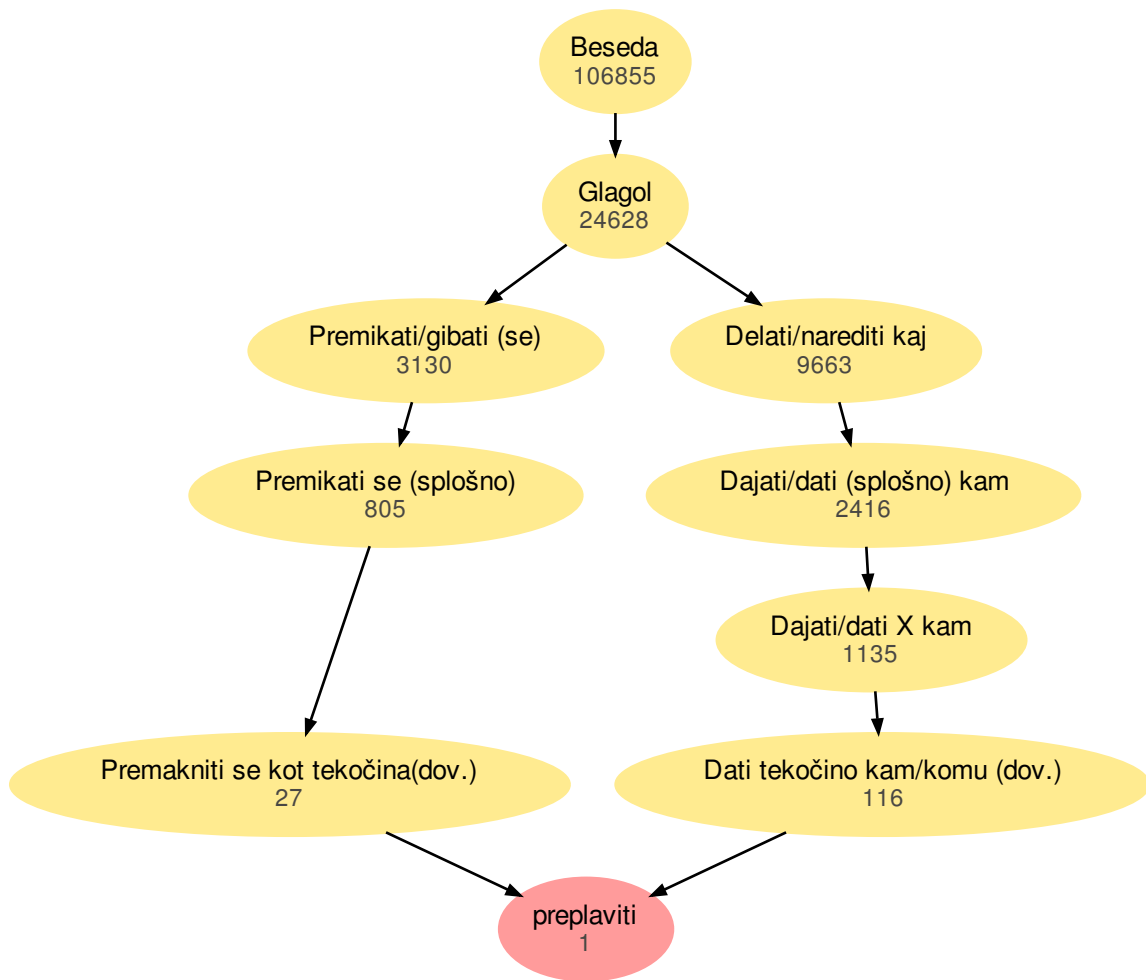 Beseda
106855
Glagol
24628
Premikati/gibati (se)
3130
Delati/narediti kaj
9663
Premikati se (splošno)
805
Dajati/dati (splošno) kam
2416
Dajati/dati X kam
1135
Premakniti se kot tekočina(dov.)
27
Dati tekočino kam/komu (dov.)
116
preplaviti
1